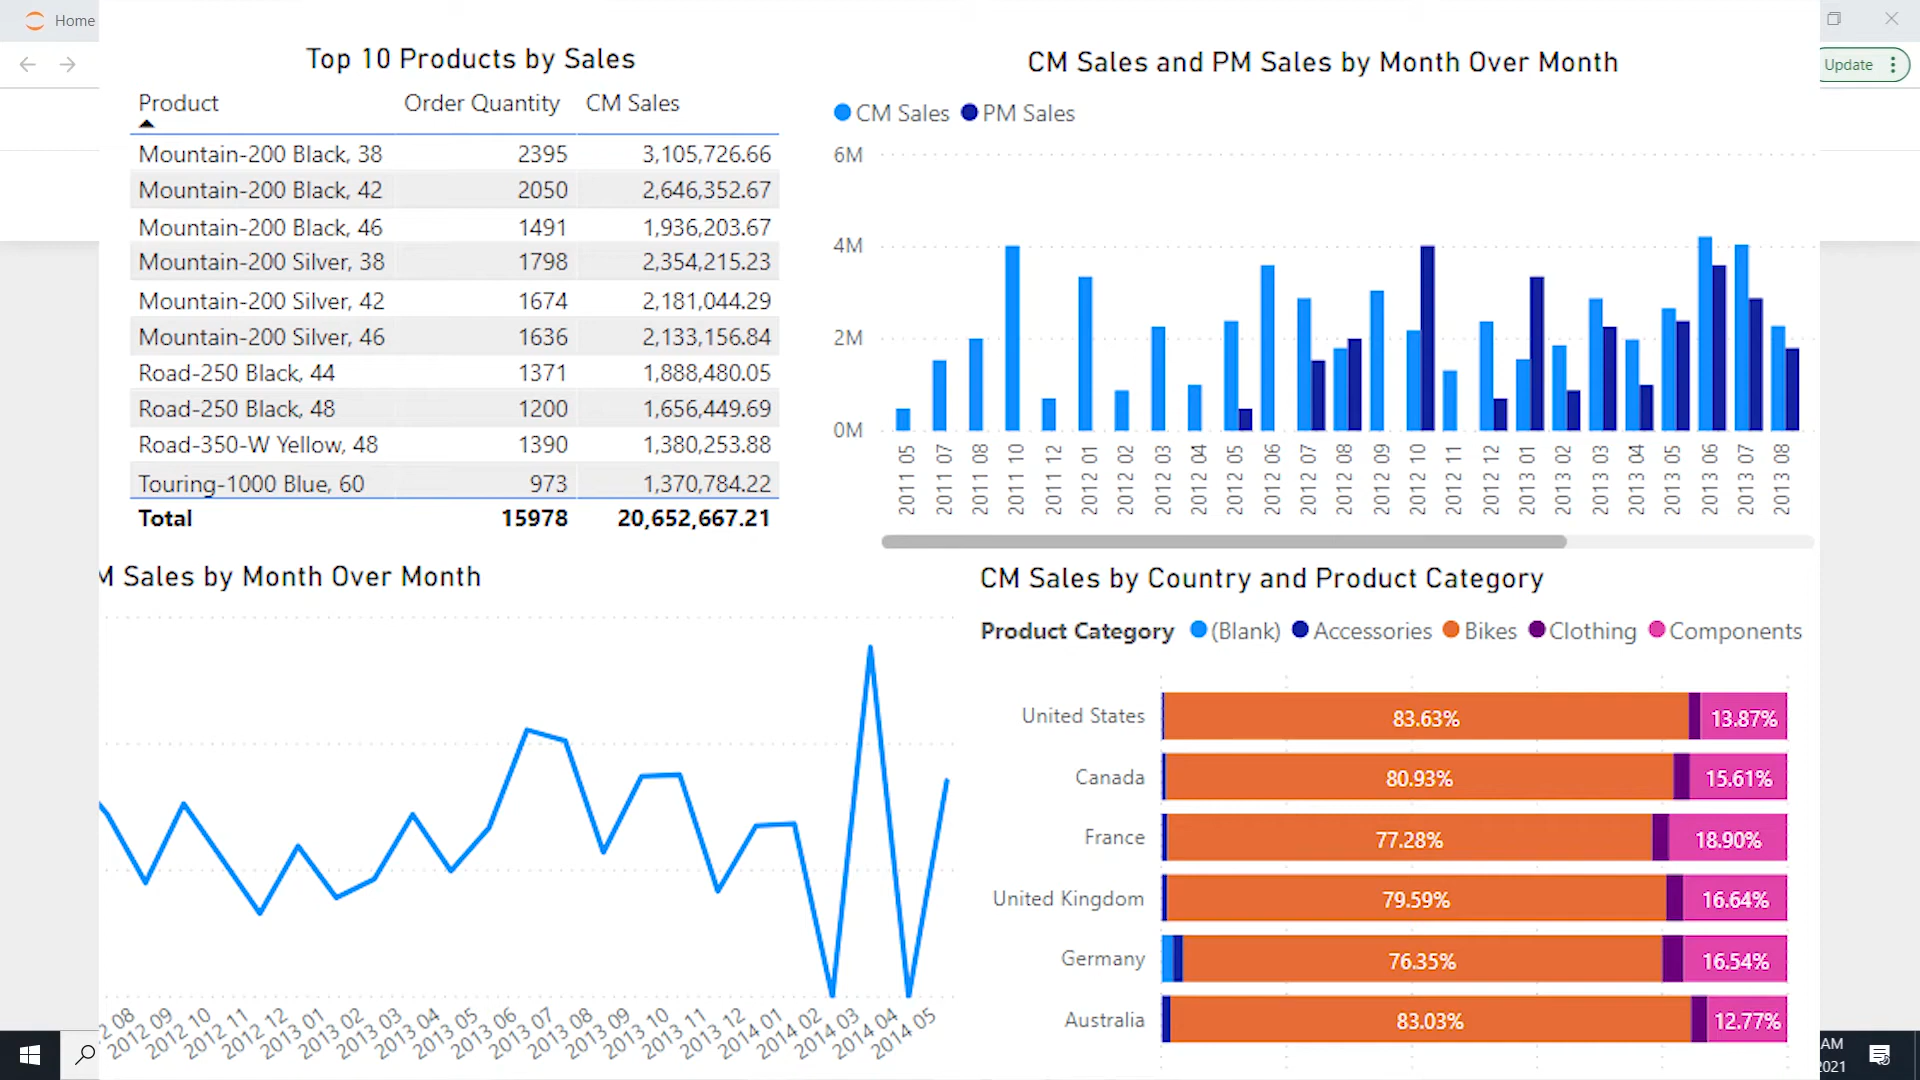 Home
Update
Top 10 Products by Sales
Product Order Quantity CM Sales
Mountain-200 Black, 38 2395 3,105,726.66
Mountain-200 Black, 42 2050 2,646,352.67
Mountain-200 Black, 46 1491 1,936,203.67
Mountain-200 Silver, 38 1798 2,354,215.23
Mountain-200 Silver, 42 1674 2,181,044.29
Mountain-200 Silver, 46 1636 2,133,156.84
Road-250 Black, 44 1371 1,888,480.05
Road-250 Black, 48 1200 1,656,449.69
Road-350-W Yellow, 48 1390 1,380,253.88
Touring-1000 Blue, 60 973 1,370,784.22
Total 15978 20,652,667.21
CM Sales and PM Sales by Month Over Month
CM Sales PM Sales
6M
4M
2M
0M
2011 05 2011 07 2011 08 2011 10 2011 12 2012 01 2012 02 2012 03 2012 04 2012 05 2012 06 2012 07 2012 08 2012 09 2012 10 2012 11 2012 12 2013 01 2013 02 2013 03 2013 04 2013 05 2013 06 2013 07 2013 08
M Sales by Month Over Month
2 08 2012 09 2012 10 2012 11 2012 12 2013 01 2013 02 2013 03 2013 04 2013 05 2013 06 2013 07 2013 08 2013 09 2013 10 2013 11 2013 12 2014 01 2014 02 2014 03 2014 04 2014 05
CM Sales by Country and Product Category
Product Category (Blank) Accessories Bikes Clothing Components
United States 83.63% 13.87%
Canada 80.93% 15.61%
France 77.28% 18.90%
United Kingdom 79.59% 16.64%
Germany 76.35% 16.54%
Australia 83.03% 12.77%
AM
2021